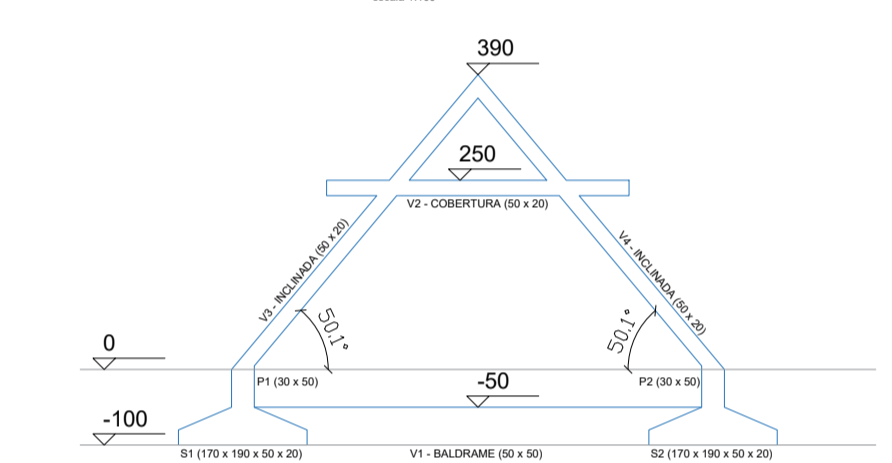 390
250
V2 - COBERTURA (50 x 20)
V3 - INCLINADA (50 x 20)
V4 - INCLINADA (50 x 20)
50.1°
50.1°
0
P1 (30 x 50)
-50
P2 (30 x 50)
-100
S1 (170 x 190 x 50 x 20)
V1 - BALDRAME (50 x 50)
S2 (170 x 190 x 50 x 20)